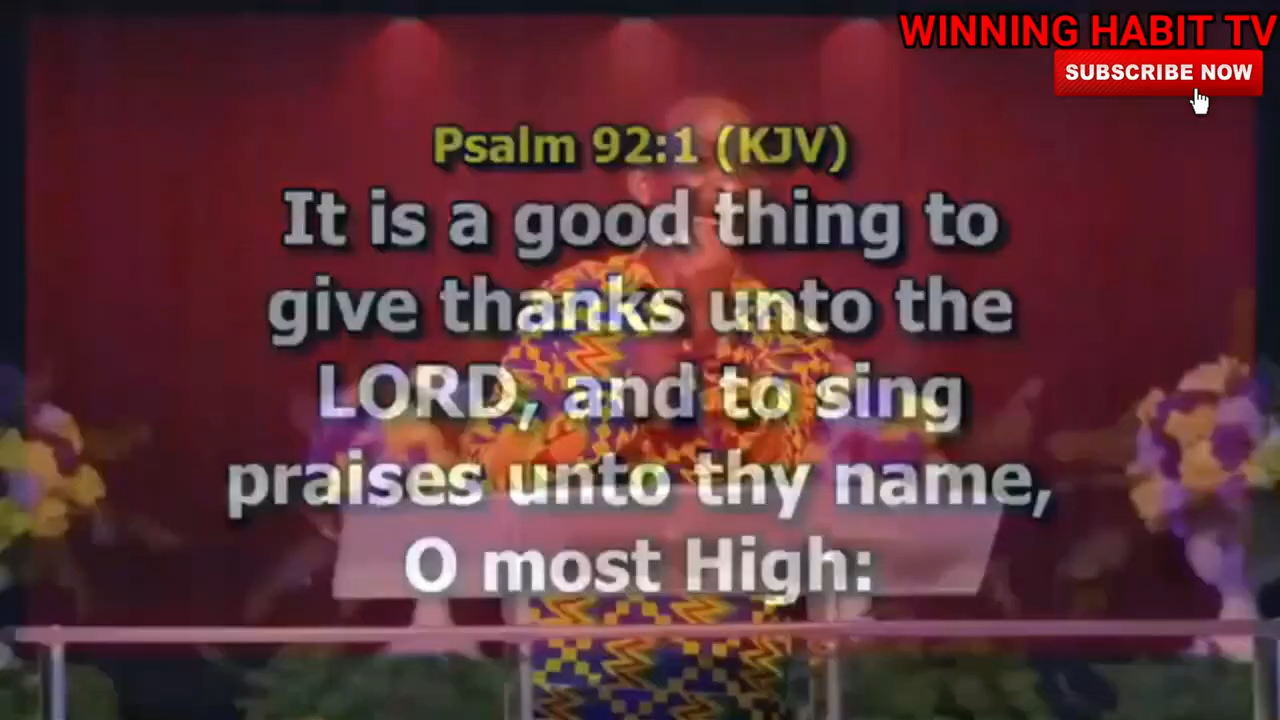 WINNING HABIT TV
SUBSCRIBE NOW
Psalm 92:1 (KJV)
It is a good thing to
give thanks unto the
LORD, and to sing
praises unto thy name,
O most High: